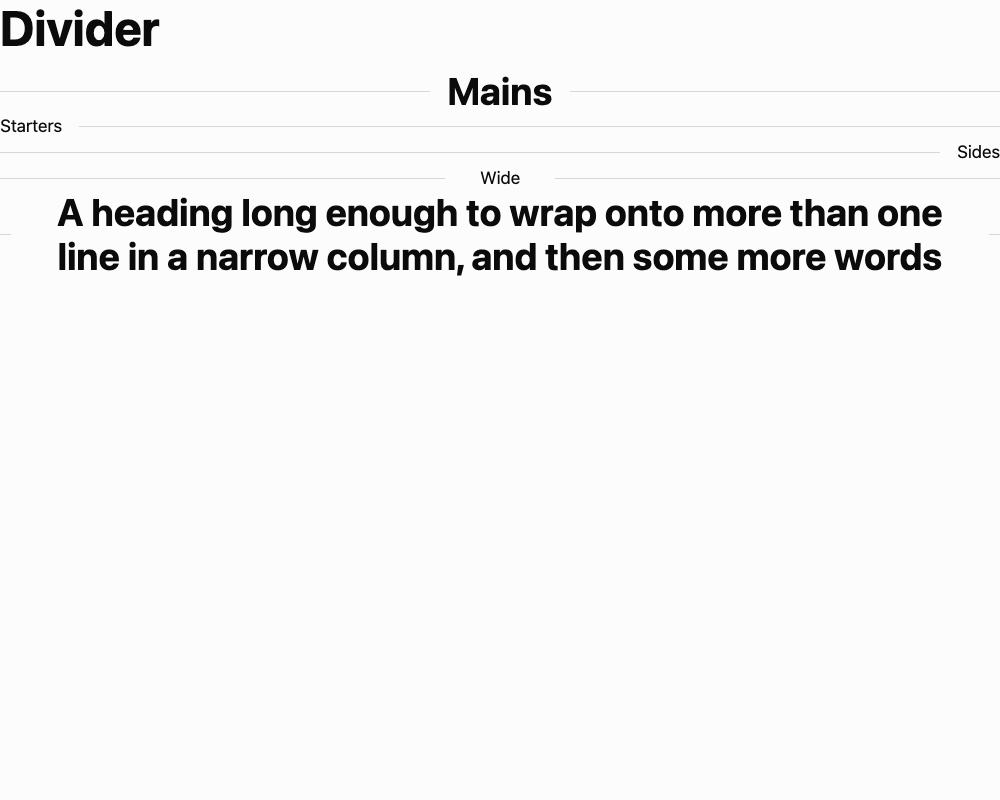 Divider
Mains
Starters
Sides
Wide
A heading long enough to wrap onto more than one
line in a narrow column, and then some more words